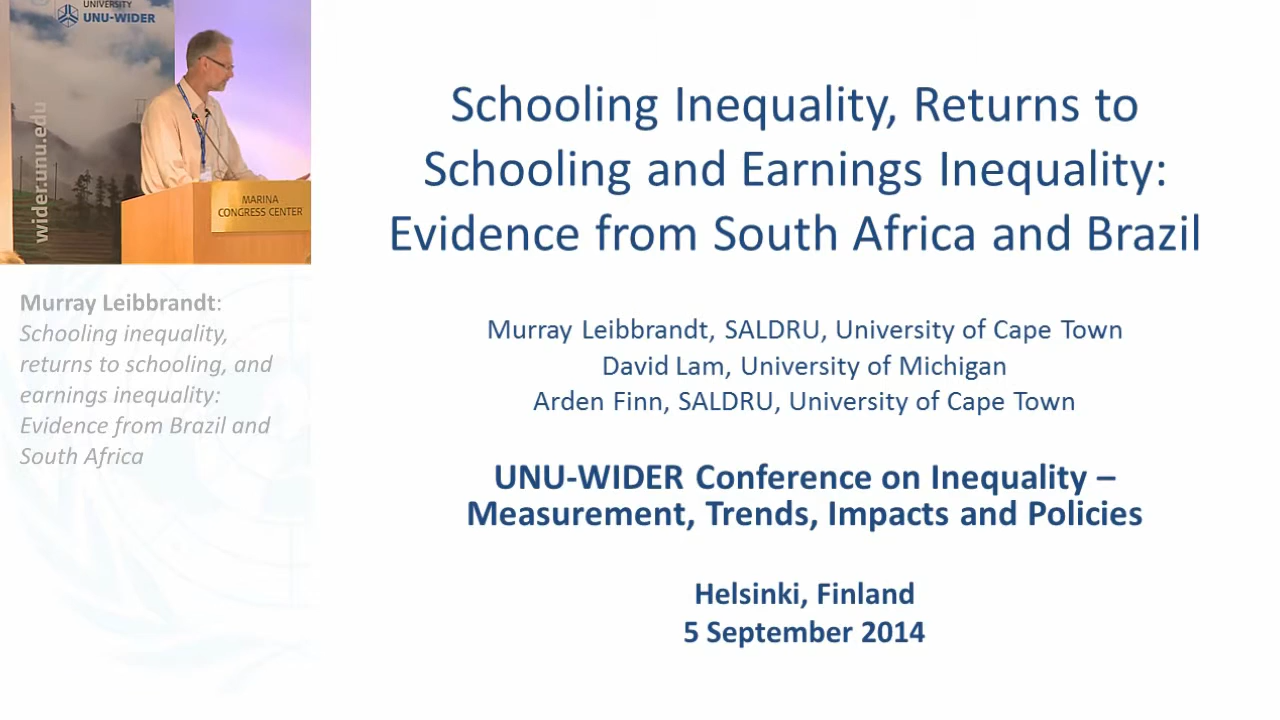 UNIVERSITY
UNU-WIDER
wider.unu.edu
MARINA
CONGRESS CENTER
Murray Leibbrandt:
Schooling inequality,
returns to schooling, and
earnings inequality:
Evidence from Brazil and
South Africa
Schooling Inequality, Returns to
Schooling and Earnings Inequality:
Evidence from South Africa and Brazil
Murray Leibbrandt, SALDRU, University of Cape Town
David Lam, University of Michigan
Arden Finn, SALDRU, University of Cape Town
UNU-WIDER Conference on Inequality –
Measurement, Trends, Impacts and Policies
Helsinki, Finland
5 September 2014